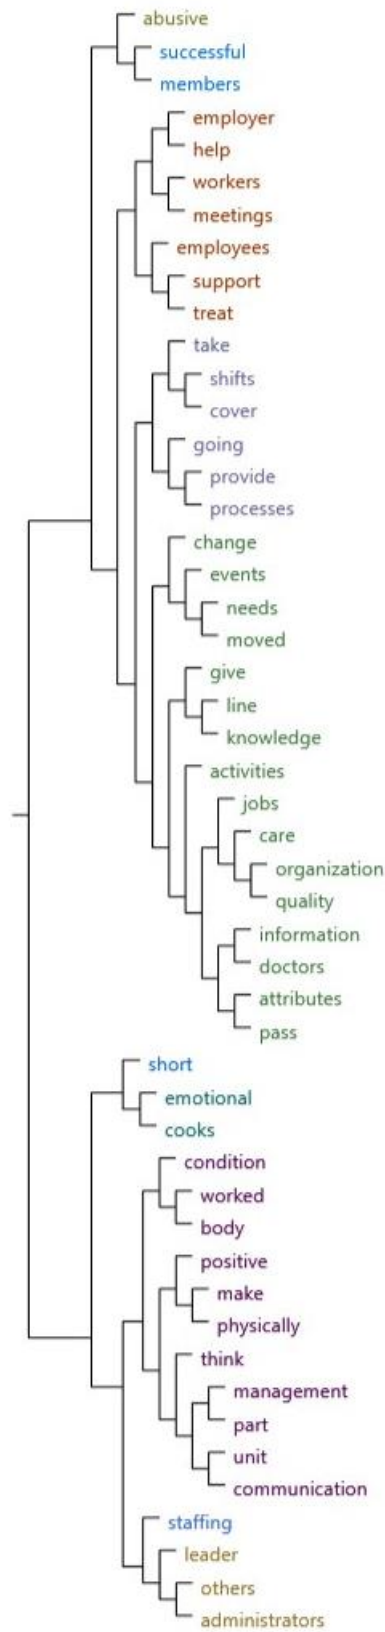 abusive
successful
members
employer
help
workers
meetings
employees
support
treat
take
shifts
cover
going
provide
processes
change
events
needs
moved
give
line
knowledge
activities
jobs
care
organization
quality
information
doctors
attributes
pass
short
emotional
cooks
condition
worked
body
positive
make
physically
think
management
part
unit
communication
staffing
leader
others
administrators